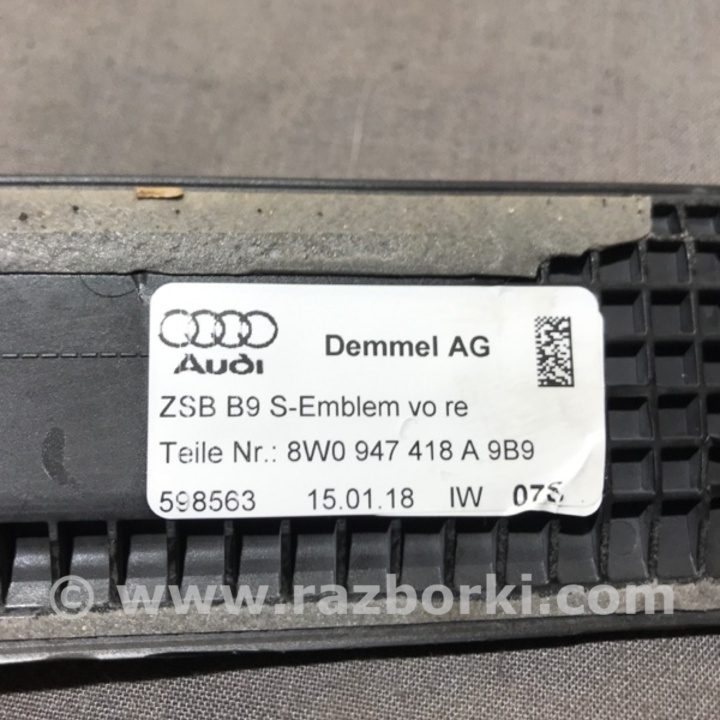 Audi
Demmel AG
ZSB B9 S-Emblem vo re
Teile Nr.: 8W0 947 418 A 9B9
598563 15.01.18 IW
© www.razborki.com